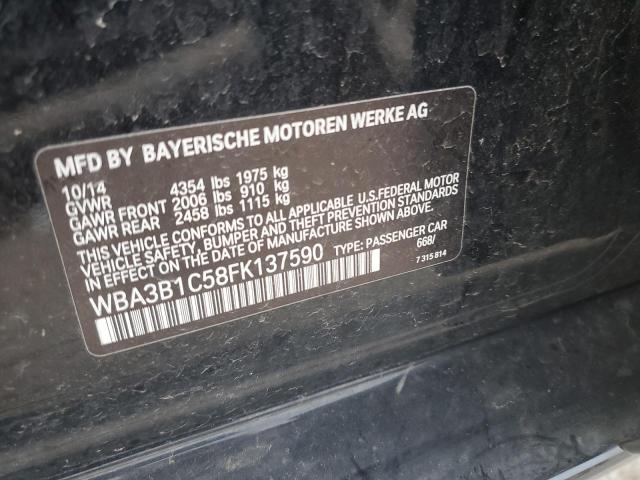 MFD BY BAYERISCHE MOTOREN WERKE AG
10/14
GVWR 4354 lbs 1975 kg
GAWR FRONT 2006 lbs 910 kg
GAWR REAR 2458 lbs 1115 kg
THIS VEHICLE CONFORMS TO ALL APPLICABLE U.S.FEDERAL MOTOR
VEHICLE SAFETY, BUMPER AND THEFT PREVENTION STANDARDS
IN EFFECT ON THE DATE OF MANUFACTURE SHOWN ABOVE.
WBA3B1C58FK137590 TYPE: PASSENGER CAR
668/
7 315 814